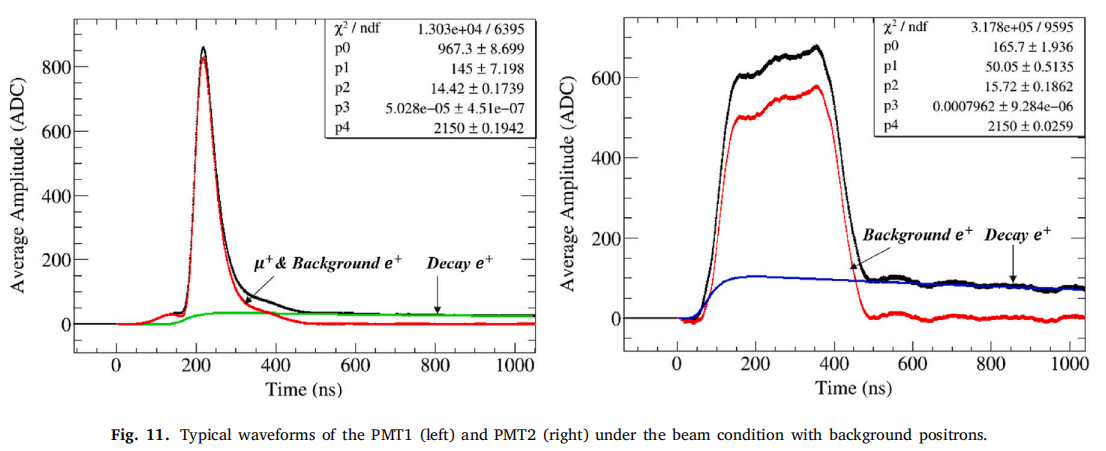 χ² / ndf 1.303e+04 / 6395
p0 967.3 ± 8.699
p1 145 ± 7.198
p2 14.42 ± 0.1739
p3 5.028e−05 ± 4.51e−07
p4 2150 ± 0.1942
800
600
400
200
0
Average Amplitude (ADC)
μ⁺ & Background e⁺
Decay e⁺
0 200 400 600 800 1000
Time (ns)
χ² / ndf 3.178e+05 / 9595
p0 165.7 ± 1.936
p1 50.05 ± 0.5135
p2 15.72 ± 0.1862
p3 0.0007962 ± 9.284e−06
p4 2150 ± 0.0259
600
400
200
0
Average Amplitude (ADC)
Background e⁺ Decay e⁺
0 200 400 600 800 1000
Time (ns)
Fig. 11. Typical waveforms of the PMT1 (left) and PMT2 (right) under the beam condition with background positrons.